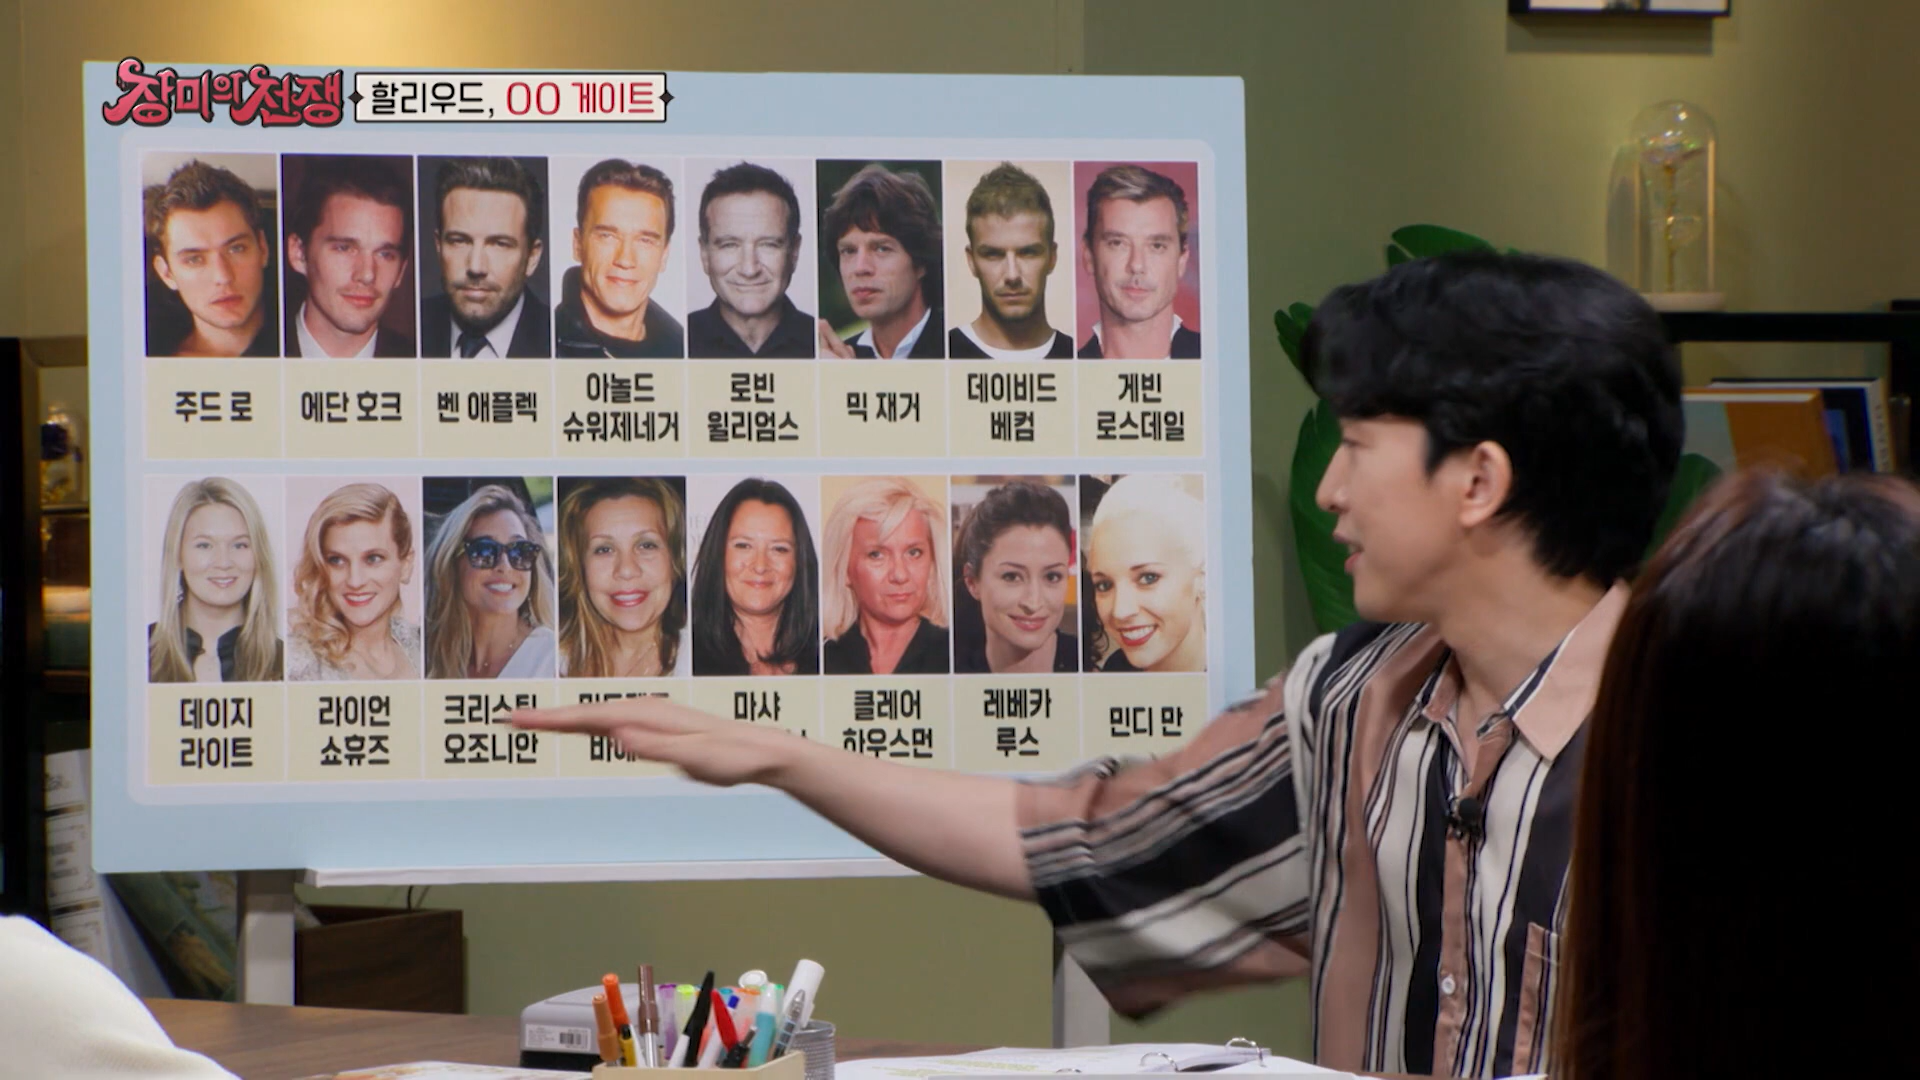 장미의 전쟁
할리우드, OO 게이트
주드 로
에단 호크
벤 애플렉
아놀드
슈워제네거
로빈
윌리엄스
믹 재거
데이비드
베컴
게빈
로스데일
데이지
라이트
라이언
쇼휴즈
크리스틴
오조니안
마샤
클레어
하우스먼
레베카
루스
민디 만